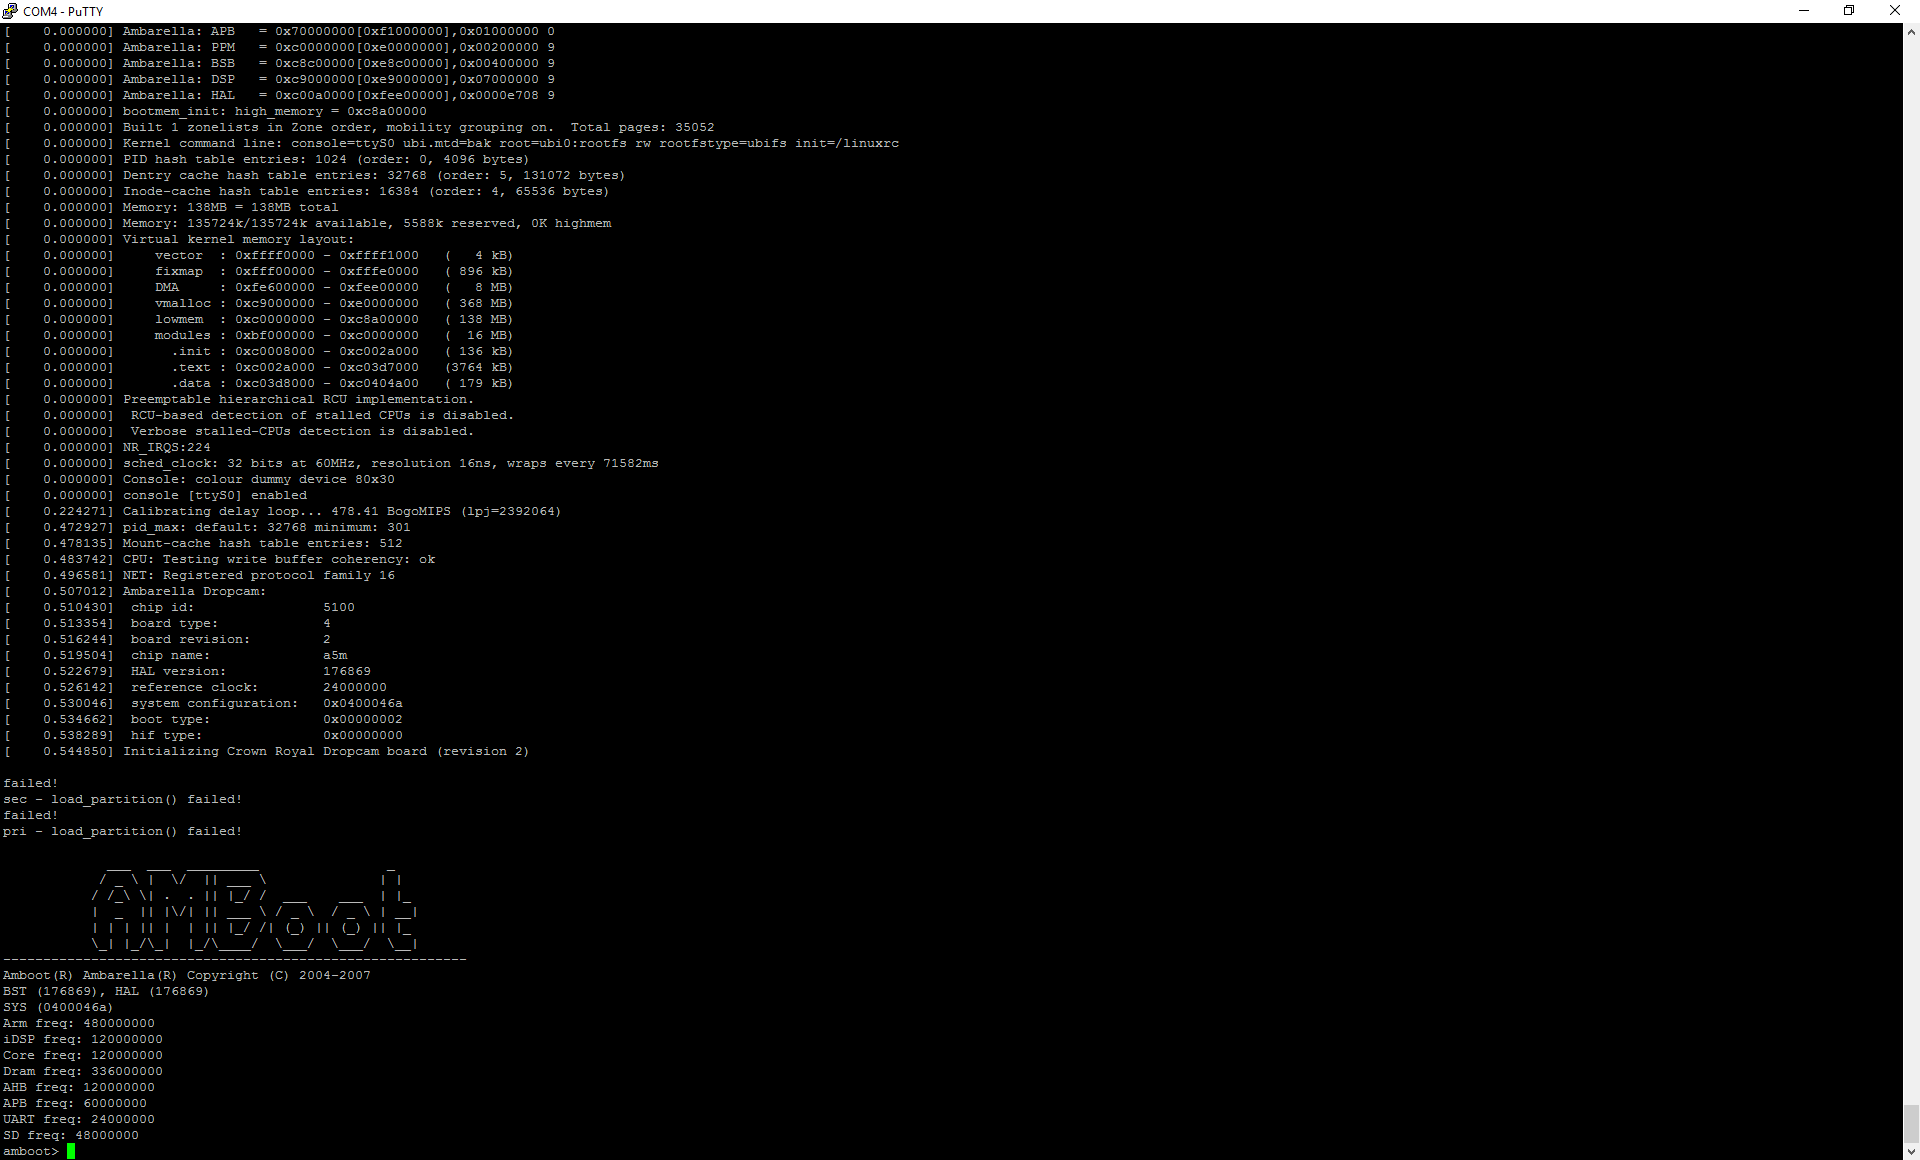 COM4 - PuTTY
[    0.000000] Ambarella: APB   = 0x70000000[0xf1000000],0x01000000 0
[    0.000000] Ambarella: PPM   = 0xc0000000[0xe0000000],0x00200000 9
[    0.000000] Ambarella: BSB   = 0xc8c00000[0xe8c00000],0x00400000 9
[    0.000000] Ambarella: DSP   = 0xc9000000[0xe9000000],0x07000000 9
[    0.000000] Ambarella: HAL   = 0xc00a0000[0xfee00000],0x0000e708 9
[    0.000000] bootmem_init: high_memory = 0xc8a00000
[    0.000000] Built 1 zonelists in Zone order, mobility grouping on.  Total pages: 35052
[    0.000000] Kernel command line: console=ttyS0 ubi.mtd=bak root=ubi0:rootfs rw rootfstype=ubifs init=/linuxrc
[    0.000000] PID hash table entries: 1024 (order: 0, 4096 bytes)
[    0.000000] Dentry cache hash table entries: 32768 (order: 5, 131072 bytes)
[    0.000000] Inode-cache hash table entries: 16384 (order: 4, 65536 bytes)
[    0.000000] Memory: 138MB = 138MB total
[    0.000000] Memory: 135724k/135724k available, 5588k reserved, 0K highmem
[    0.000000] Virtual kernel memory layout:
[    0.000000]     vector  : 0xffff0000 - 0xffff1000   (   4 kB)
[    0.000000]     fixmap  : 0xfff00000 - 0xfffe0000   ( 896 kB)
[    0.000000]     DMA     : 0xfe600000 - 0xfee00000   (   8 MB)
[    0.000000]     vmalloc : 0xc9000000 - 0xe0000000   ( 368 MB)
[    0.000000]     lowmem  : 0xc0000000 - 0xc8a00000   ( 138 MB)
[    0.000000]     modules : 0xbf000000 - 0xc0000000   (  16 MB)
[    0.000000]       .init : 0xc0008000 - 0xc002a000   ( 136 kB)
[    0.000000]       .text : 0xc002a000 - 0xc03d7000   (3764 kB)
[    0.000000]       .data : 0xc03d8000 - 0xc0404a00   ( 179 kB)
[    0.000000] Preemptable hierarchical RCU implementation.
[    0.000000]  RCU-based detection of stalled CPUs is disabled.
[    0.000000]  Verbose stalled-CPUs detection is disabled.
[    0.000000] NR_IRQS:224
[    0.000000] sched_clock: 32 bits at 60MHz, resolution 16ns, wraps every 71582ms
[    0.000000] Console: colour dummy device 80x30
[    0.000000] console [ttyS0] enabled
[    0.224271] Calibrating delay loop... 478.41 BogoMIPS (lpj=2392064)
[    0.472927] pid_max: default: 32768 minimum: 301
[    0.478135] Mount-cache hash table entries: 512
[    0.483742] CPU: Testing write buffer coherency: ok
[    0.496581] NET: Registered protocol family 16
[    0.507012] Ambarella Dropcam:
[    0.510430]  chip id:                5100
[    0.513354]  board type:             4
[    0.516244]  board revision:         2
[    0.519504]  chip name:              a5m
[    0.522679]  HAL version:            176869
[    0.526142]  reference clock:        24000000
[    0.530046]  system configuration:   0x0400046a
[    0.534662]  boot type:              0x00000002
[    0.538289]  hif type:               0x00000000
[    0.544850] Initializing Crown Royal Dropcam board (revision 2)
failed!
sec - load_partition() failed!
failed!
pri - load_partition() failed!
AMBoot
Amboot(R) Ambarella(R) Copyright (C) 2004-2007
BST (176869), HAL (176869)
SYS (0400046a)
Arm freq: 480000000
iDSP freq: 120000000
Core freq: 120000000
Dram freq: 336000000
AHB freq: 120000000
APB freq: 60000000
UART freq: 24000000
SD freq: 48000000
amboot>